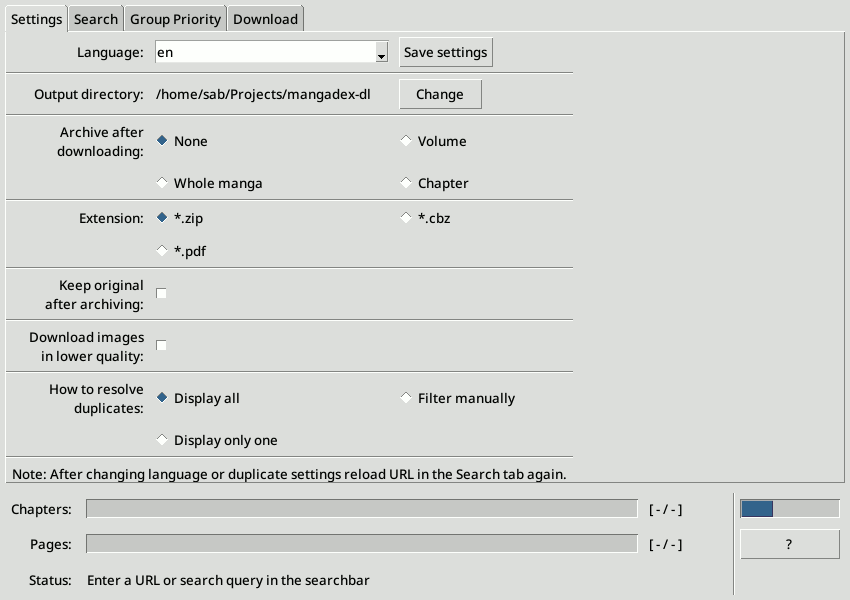 Settings Search Group Priority Download
Language: en Save settings
Output directory: /home/sab/Projects/mangadex-dl Change
Archive after
downloading:
None Volume
Whole manga Chapter
Extension: *.zip *.cbz
*.pdf
Keep original
after archiving:
Download images
in lower quality:
How to resolve
duplicates:
Display all Filter manually
Display only one
Note: After changing language or duplicate settings reload URL in the Search tab again.
Chapters: [ - / - ]
Pages: [ - / - ] ?
Status: Enter a URL or search query in the searchbar